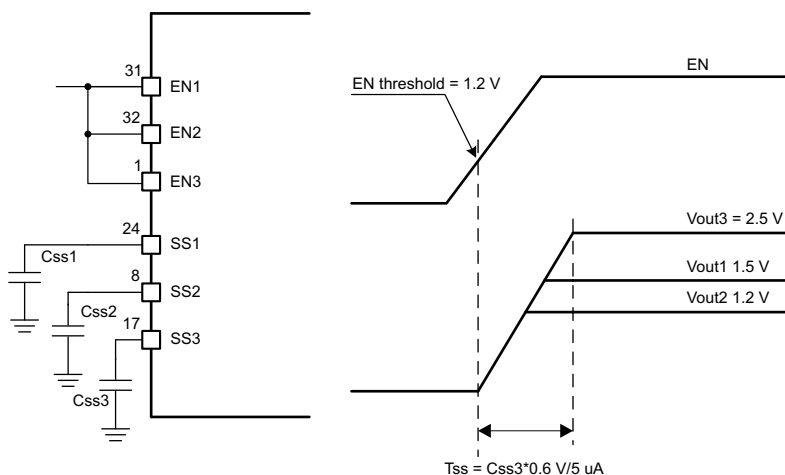 31
EN1
32
EN2
1
EN3
24
SS1
Css1
8
SS2
Css2
17
SS3
Css3
EN threshold = 1.2 V
EN
Vout3 = 2.5 V
Vout1 1.5 V
Vout2 1.2 V
Tss = Css3*0.6 V/5 uA